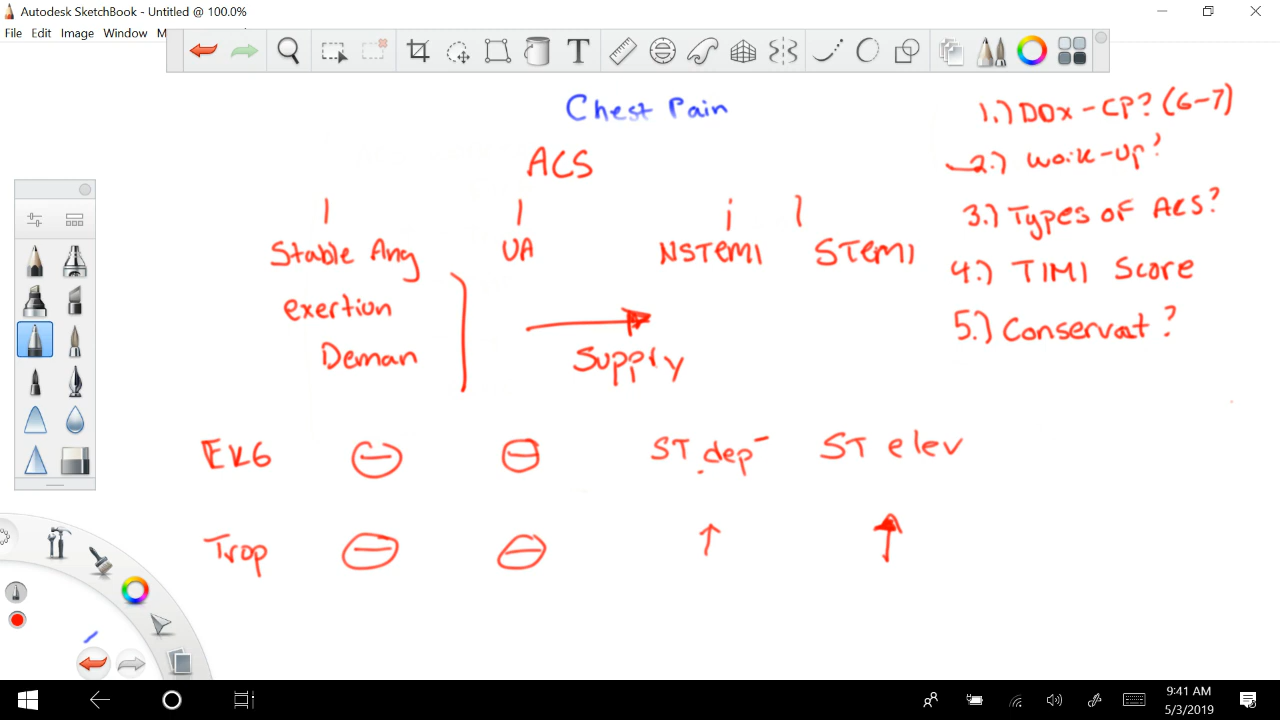 Autodesk SketchBook - Untitled @ 100.0%
File Edit Image Window M
T
Chest Pain
ACS
Stable Ang UA NSTEMI STEMI
exertion
Deman
Supply
EKG − − ST dep ST elev
Trop − − ↑ ↑
1.) DDx - CP? (6-7)
2.) Work-up?
3.) Types of ACS?
4.) TIMI Score
5.) Conservat?
9:41 AM
5/3/2019